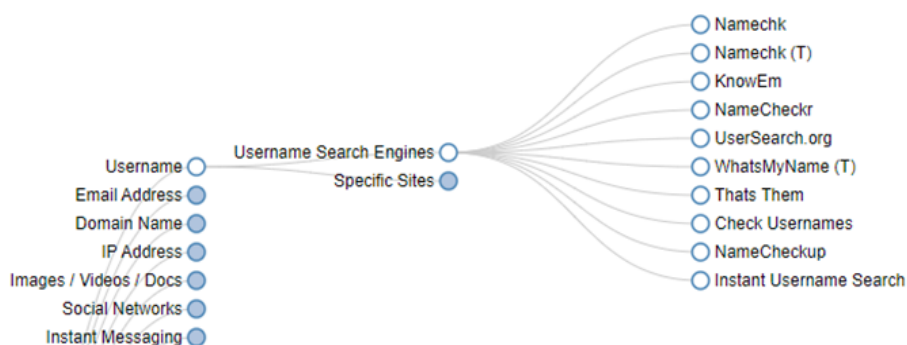 Username
Email Address
Domain Name
IP Address
Images / Videos / Docs
Social Networks
Instant Messaging
Username Search Engines
Specific Sites
Namechk
Namechk (T)
KnowEm
NameCheckr
UserSearch.org
WhatsMyName (T)
Thats Them
Check Usernames
NameCheckup
Instant Username Search